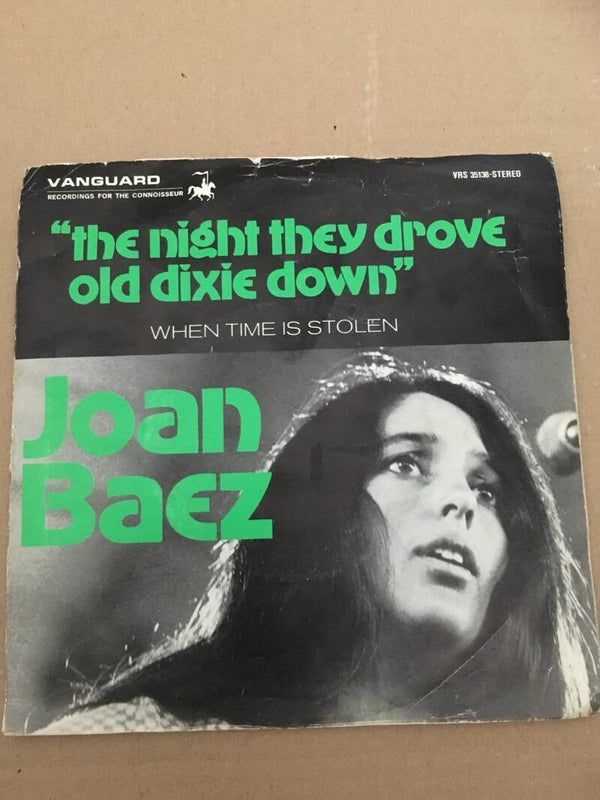 VANGUARD
RECORDINGS FOR THE CONNOISSEUR
VRS 35138-STEREO
“the night they drove
old dixie down”
WHEN TIME IS STOLEN
Joan
Baez